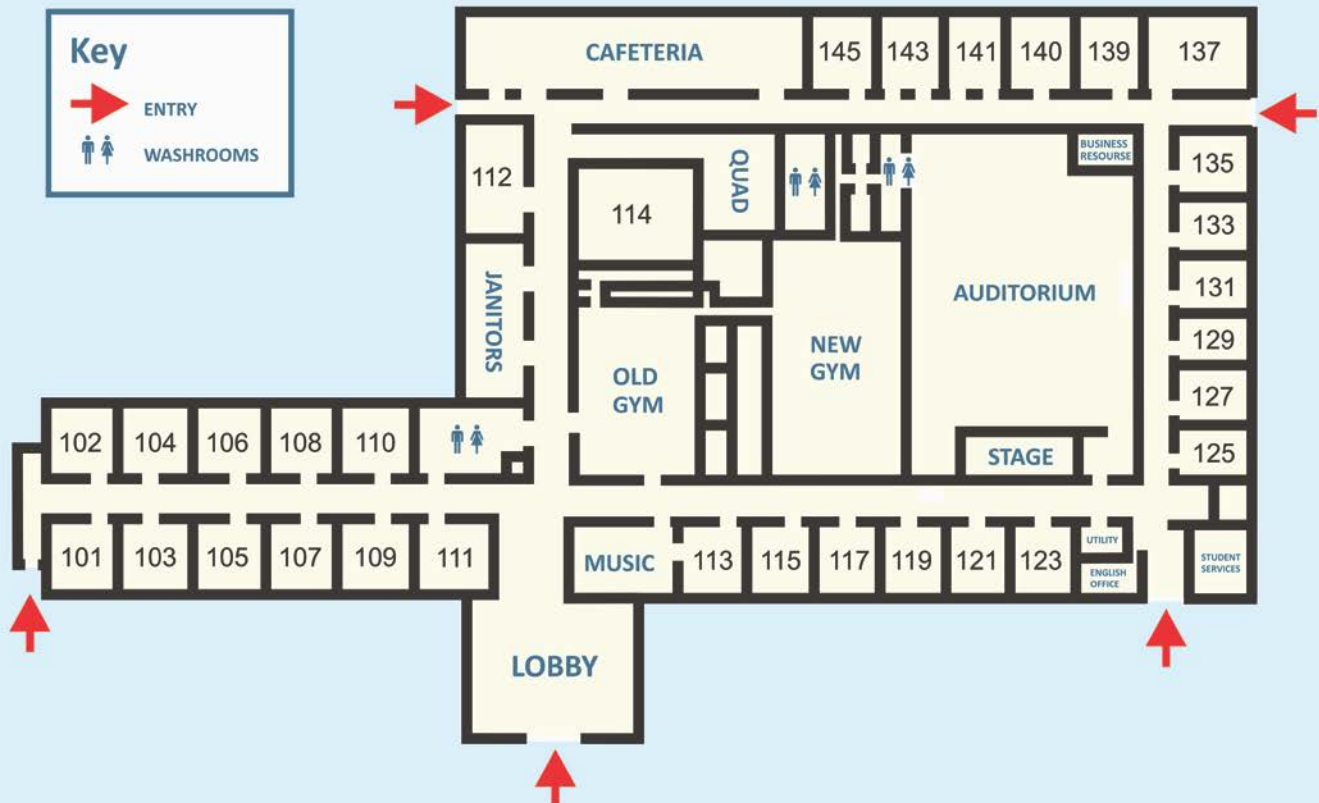 Key
ENTRY
WASHROOMS
CAFETERIA
145
143
141
140
139
137
112
114
QUAD
BUSINESS
RESOURSE
135
133
131
129
127
125
JANITORS
OLD
GYM
NEW
GYM
AUDITORIUM
STAGE
102
104
106
108
110
101
103
105
107
109
111
MUSIC
113
115
117
119
121
123
UTILITY
ENGLISH
OFFICE
STUDENT
SERVICES
LOBBY